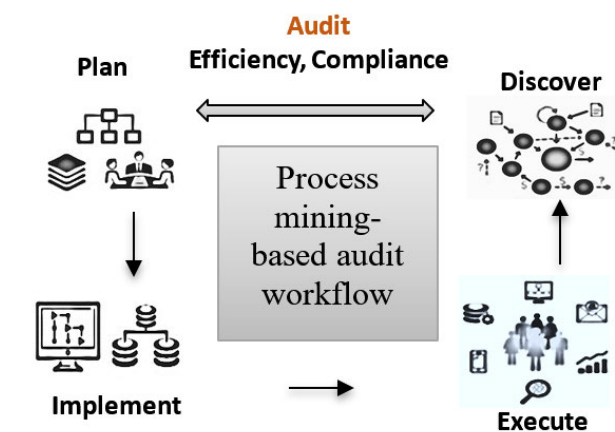 Audit
Efficiency, Compliance
Plan
Discover
Process
mining-
based audit
workflow
Implement
Execute